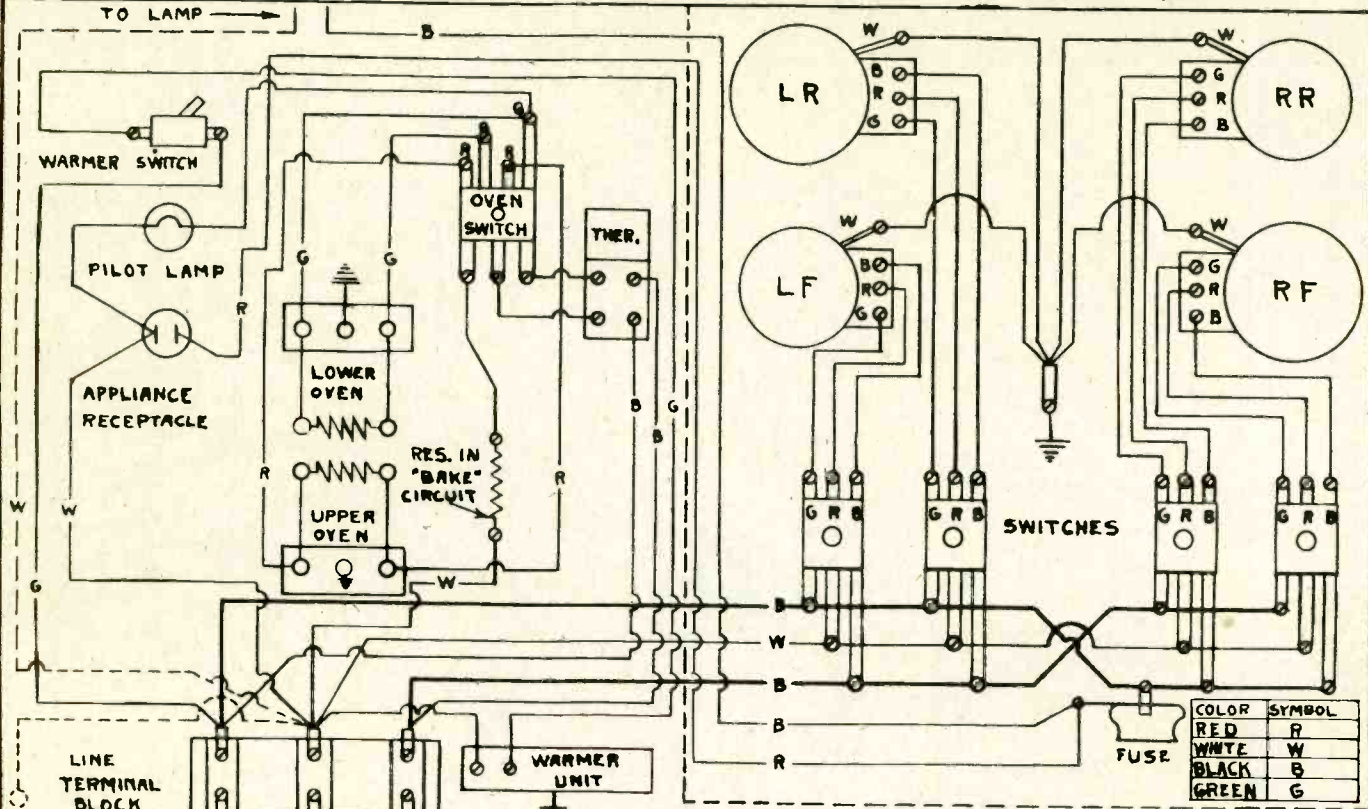 TO LAMP
B
W
W
LR
B
R
G
G
R
B
RR
WARMER SWITCH
OVEN
SWITCH
THER.
W
W
PILOT LAMP
G
G
R
LF
B
R
G
G
R
B
RF
LOWER
OVEN
APPLIANCE
RECEPTACLE
B
G
B
RES. IN
"BAKE"
CIRCUIT
R
R
W
W
UPPER
OVEN
G R B
G R B
SWITCHES
G R B
G R B
G
W
B
W
B
B
R
LINE
TERMINAL
BLOCK
WARMER
UNIT
FUSE
COLOR SYMBOL
RED R
WHITE W
BLACK B
GREEN G